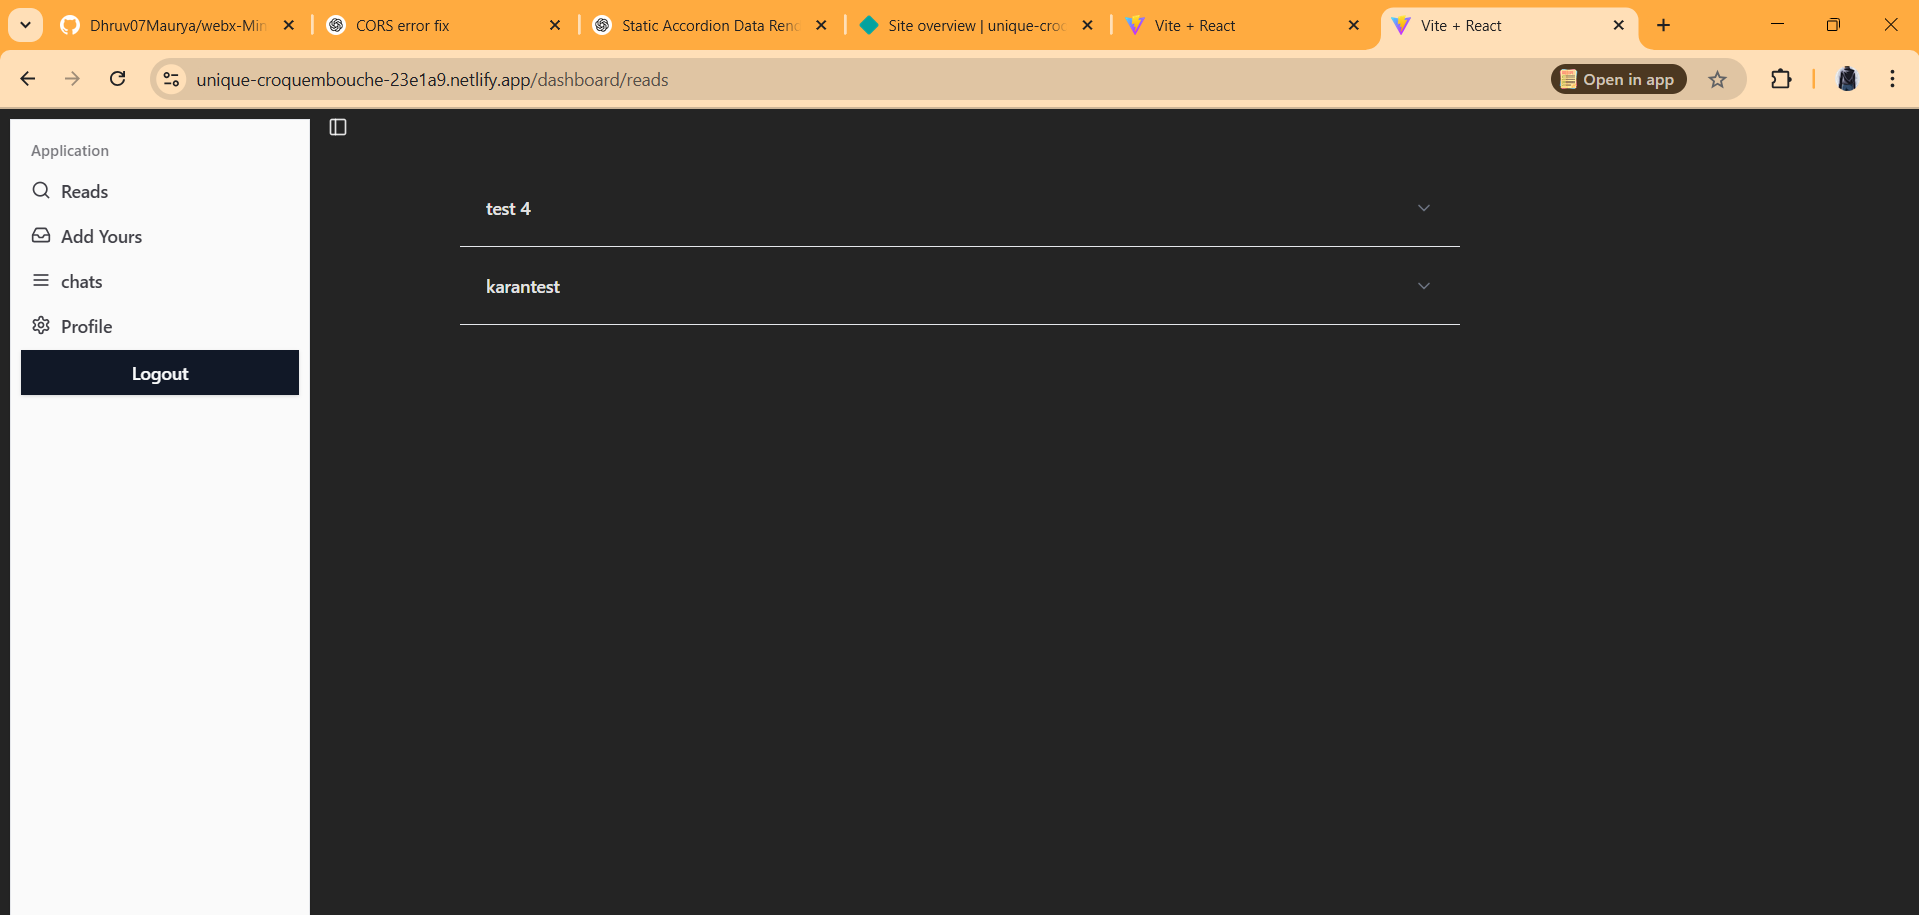 Dhruv07Maurya/webx-Min
CORS error fix
Static Accordion Data Ren
Site overview | unique-croc
Vite + React
Vite + React
unique-croquembouche-23e1a9.netlify.app/dashboard/reads
Open in app
Application
Reads
Add Yours
chats
Profile
Logout
test 4
karantest